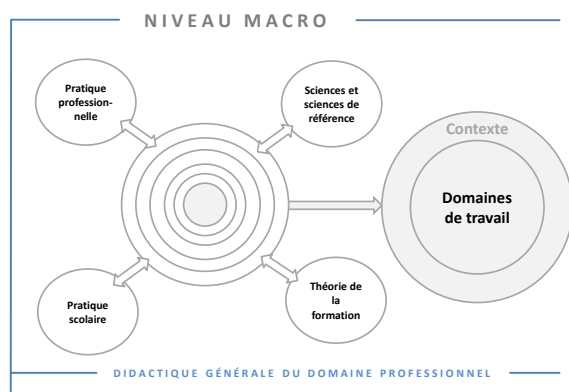 NIVEAU MACRO
Pratique
profession-
nelle
Sciences et
sciences de
référence
Contexte
Domaines
de travail
Pratique
scolaire
Théorie de
la
formation
DIDACTIQUE GÉNÉRALE DU DOMAINE PROFESSIONNEL